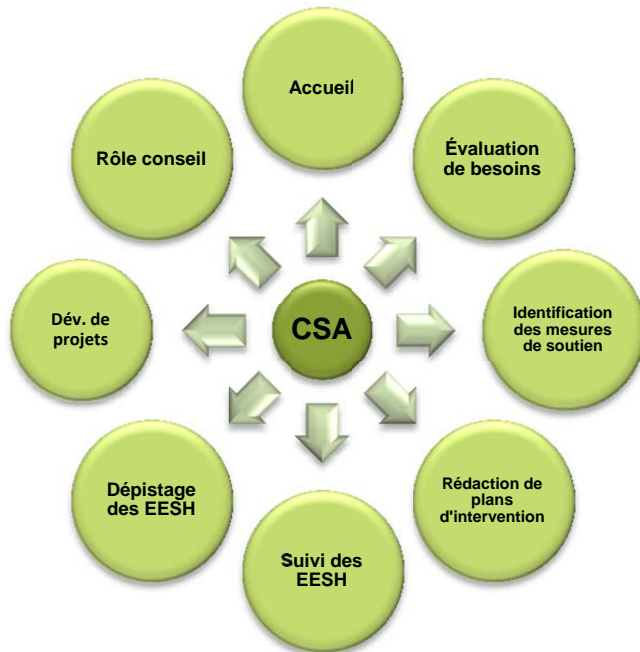 Accueil
Évaluation
de besoins
Identification
des mesures
de soutien
Rédaction de
plans
d'intervention
Suivi des
EESH
Dépistage
des EESH
Dév. de
projets
Rôle conseil
CSA